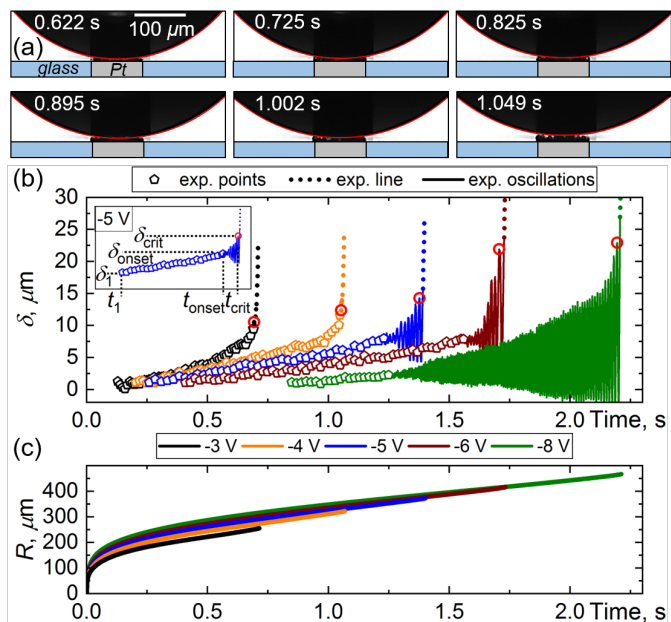 (a)
0.622 s 100 μm 0.725 s 0.825 s
glass Pt
0.895 s 1.002 s 1.049 s
(b) exp. points exp. line exp. oscillations
30
25
20
15
10
5
0
δ, μm
-5 V
δcrit
δonset
δ1
t1 tonset tcrit
0.0 0.5 1.0 1.5 2.0 Time, s
(c) -3 V -4 V -5 V -6 V -8 V
400
300
200
100
0
R, μm
0.0 0.5 1.0 1.5 2.0 Time, s